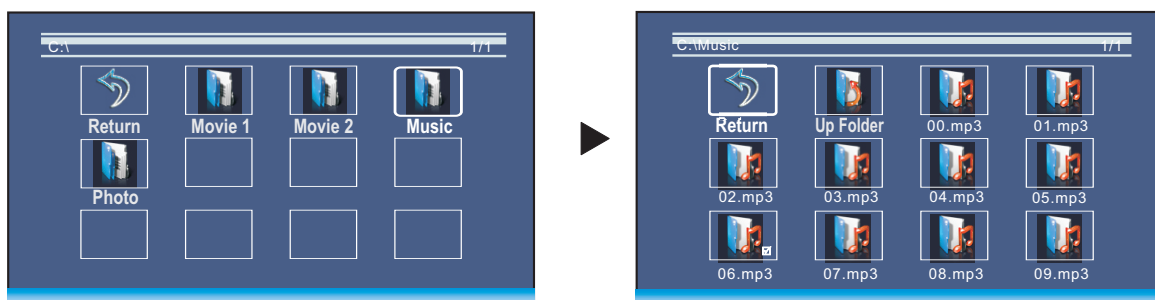 C:\ 1/1
Return Movie 1 Movie 2 Music
Photo
C:\Music 1/1
Return Up Folder 00.mp3 01.mp3
02.mp3 03.mp3 04.mp3 05.mp3
06.mp3 07.mp3 08.mp3 09.mp3